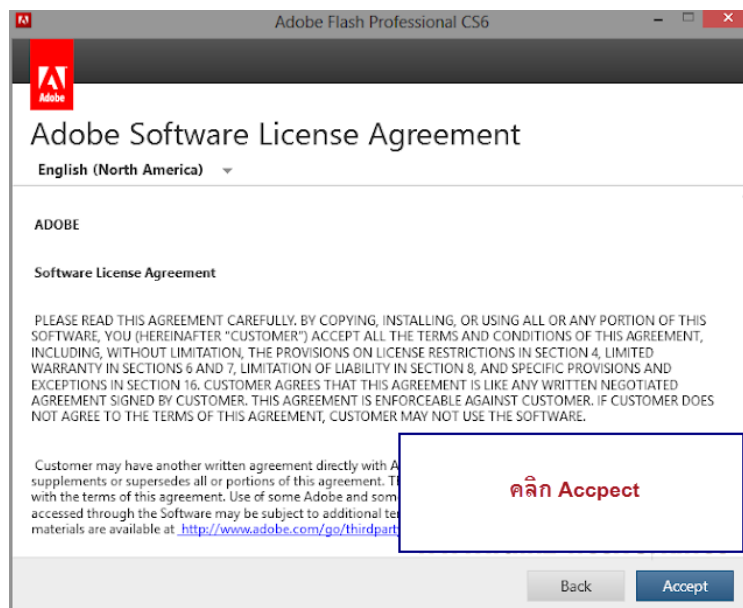 Adobe Flash Professional CS6
Adobe
Adobe Software License Agreement
English (North America)
ADOBE
Software License Agreement
PLEASE READ THIS AGREEMENT CAREFULLY. BY COPYING, INSTALLING, OR USING ALL OR ANY PORTION OF THIS
SOFTWARE, YOU (HEREINAFTER "CUSTOMER") ACCEPT ALL THE TERMS AND CONDITIONS OF THIS AGREEMENT,
INCLUDING, WITHOUT LIMITATION, THE PROVISIONS ON LICENSE RESTRICTIONS IN SECTION 4, LIMITED
WARRANTY IN SECTIONS 6 AND 7, LIMITATION OF LIABILITY IN SECTION 8, AND SPECIFIC PROVISIONS AND
EXCEPTIONS IN SECTION 16. CUSTOMER AGREES THAT THIS AGREEMENT IS LIKE ANY WRITTEN NEGOTIATED
AGREEMENT SIGNED BY CUSTOMER. THIS AGREEMENT IS ENFORCEABLE AGAINST CUSTOMER. IF CUSTOMER DOES
NOT AGREE TO THE TERMS OF THIS AGREEMENT, CUSTOMER MAY NOT USE THE SOFTWARE.
Customer may have another written agreement directly with A
supplements or supersedes all or portions of this agreement. T
with the terms of this agreement. Use of some Adobe and som
accessed through the Software may be subject to additional te
materials are available at http://www.adobe.com/go/thirdpart
คลิก Accpect
Back
Accept